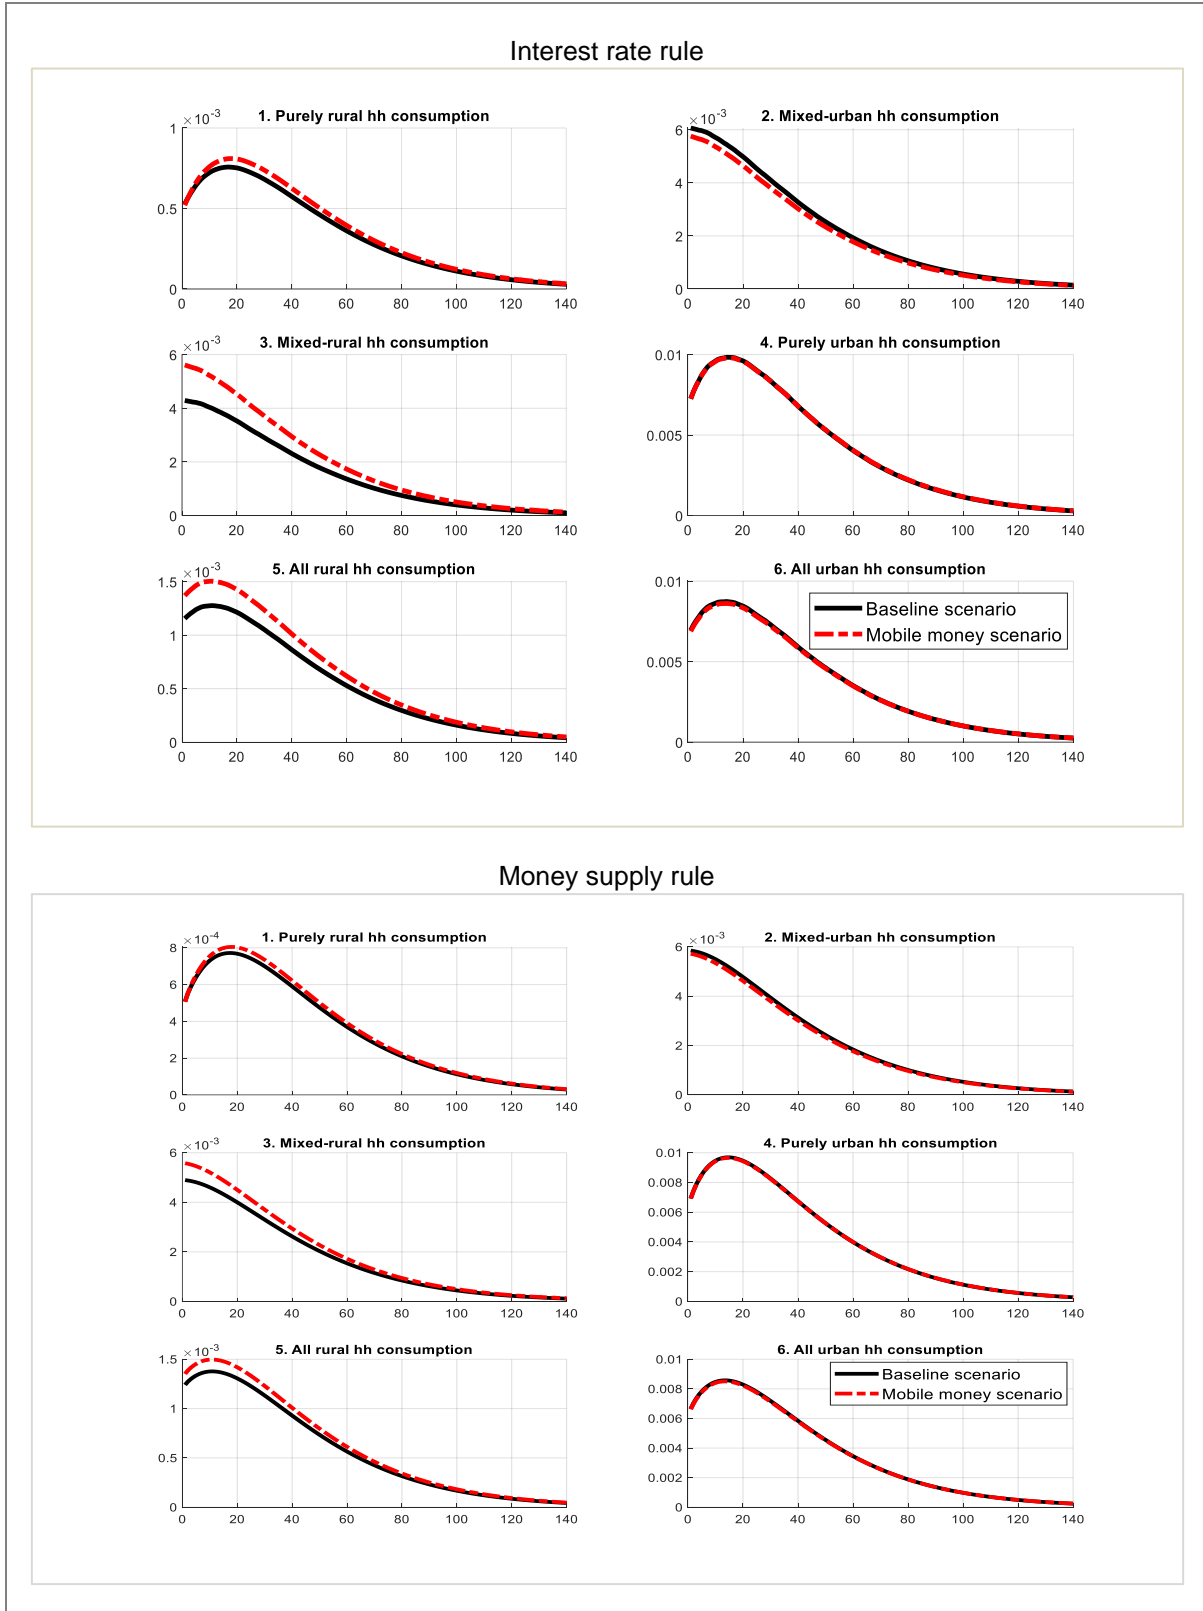 Interest rate rule
×10^-3
1. Purely rural hh consumption
1
0.5
0
0 20 40 60 80 100 120 140
×10^-3
2. Mixed-urban hh consumption
6
4
2
0
0 20 40 60 80 100 120 140
×10^-3
3. Mixed-rural hh consumption
6
4
2
0
0 20 40 60 80 100 120 140
4. Purely urban hh consumption
0.01
0.005
0
0 20 40 60 80 100 120 140
×10^-3
5. All rural hh consumption
1.5
1
0.5
0
0 20 40 60 80 100 120 140
6. All urban hh consumption
0.01
0.005
0
0 20 40 60 80 100 120 140
Baseline scenario
Mobile money scenario
Money supply rule
×10^-4
1. Purely rural hh consumption
8
6
4
2
0
0 20 40 60 80 100 120 140
×10^-3
2. Mixed-urban hh consumption
6
4
2
0
0 20 40 60 80 100 120 140
×10^-3
3. Mixed-rural hh consumption
6
4
2
0
0 20 40 60 80 100 120 140
4. Purely urban hh consumption
0.01
0.008
0.006
0.004
0.002
0
0 20 40 60 80 100 120 140
×10^-3
5. All rural hh consumption
1.5
1
0.5
0
0 20 40 60 80 100 120 140
6. All urban hh consumption
0.01
0.008
0.006
0.004
0.002
0
0 20 40 60 80 100 120 140
Baseline scenario
Mobile money scenario